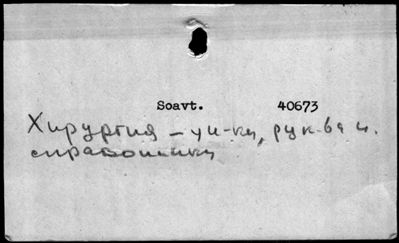 Soavt. 40673
Хирургия – уч-ки, рук-ва и.
справочники